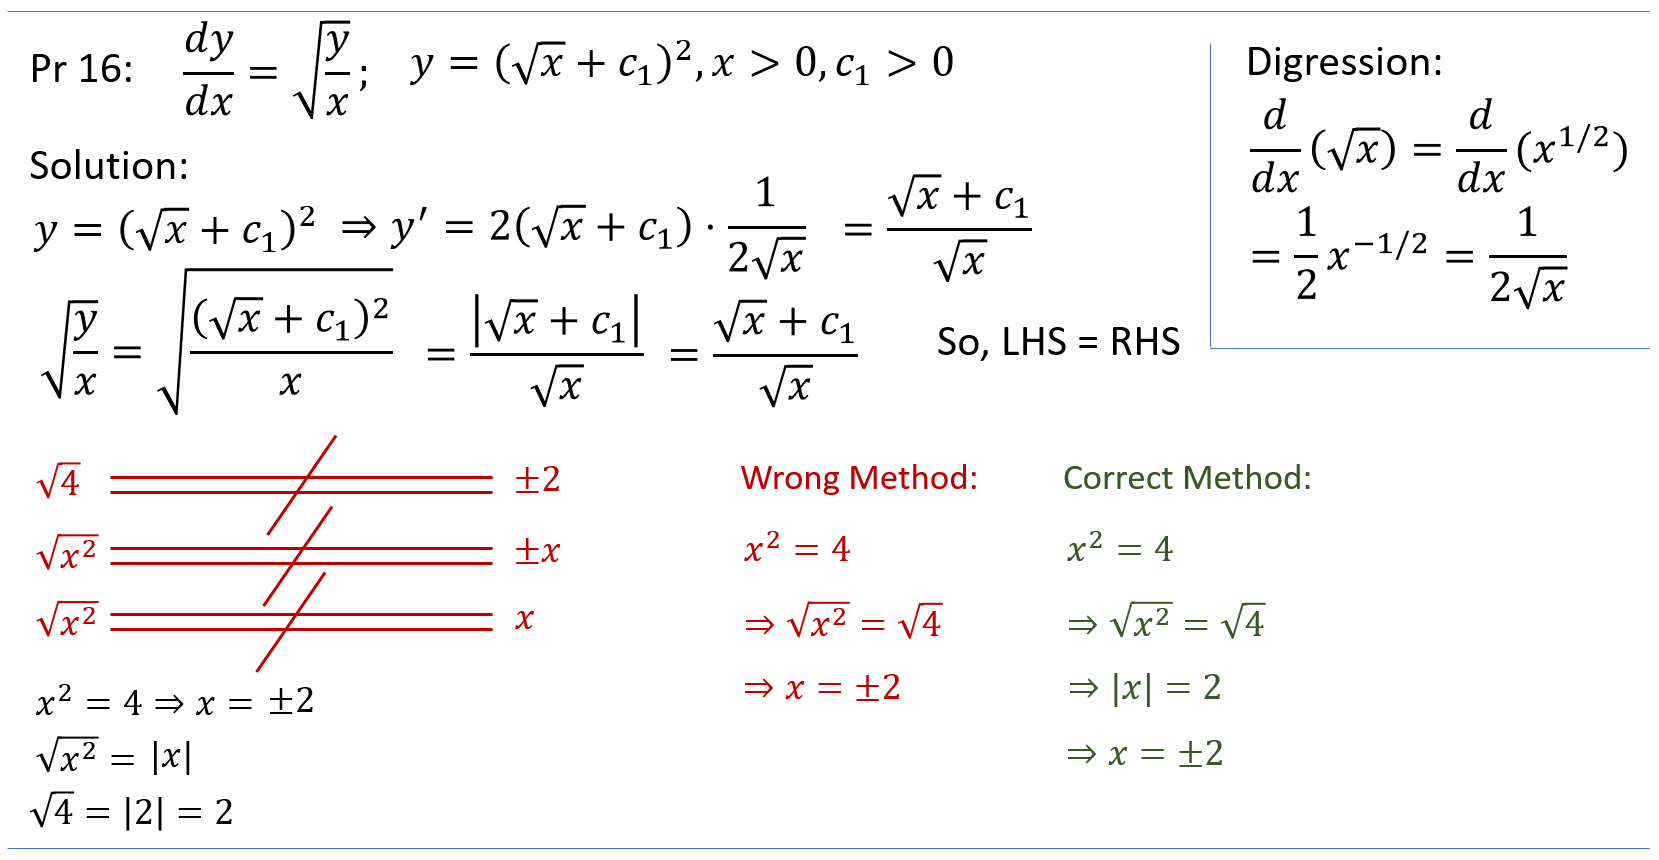 Pr 16: dy/dx = √(y/x); y = (√x + c₁)², x > 0, c₁ > 0
Solution:
y = (√x + c₁)² ⇒ y′ = 2(√x + c₁) · 1/(2√x) = (√x + c₁)/√x
√(y/x) = √((√x + c₁)²/x) = |√x + c₁|/√x = (√x + c₁)/√x So, LHS = RHS
Digression:
d/dx (√x) = d/dx (x^(1/2))
= 1/2 x^(−1/2) = 1/(2√x)
√4 ≠ ±2
√(x²) ≠ ±x
√(x²) ≠ x
x² = 4 ⇒ x = ±2
√(x²) = |x|
√4 = |2| = 2
Wrong Method:
x² = 4
⇒ √(x²) = √4
⇒ x = ±2
Correct Method:
x² = 4
⇒ √(x²) = √4
⇒ |x| = 2
⇒ x = ±2